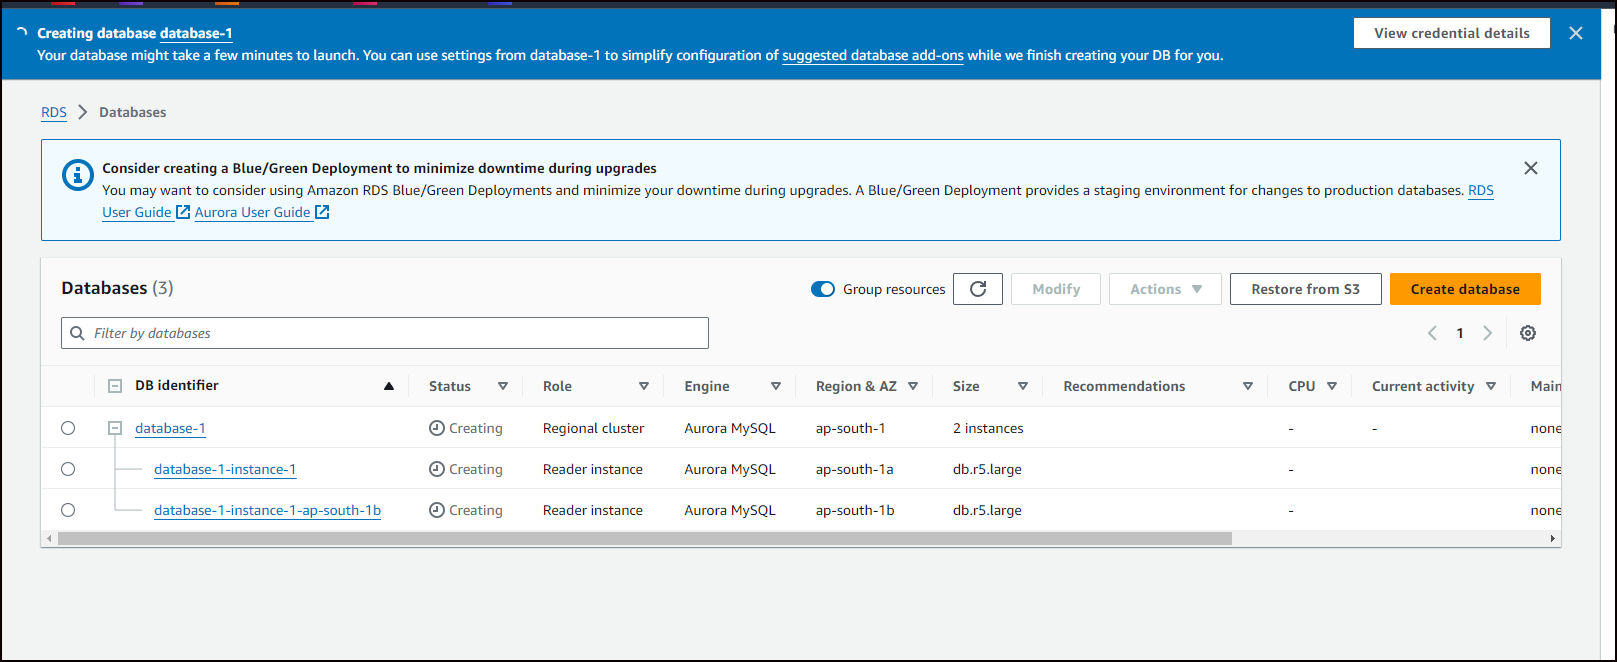 Creating database database-1
Your database might take a few minutes to launch. You can use settings from database-1 to simplify configuration of suggested database add-ons while we finish creating your DB for you.
View credential details
RDS > Databases
Consider creating a Blue/Green Deployment to minimize downtime during upgrades
You may want to consider using Amazon RDS Blue/Green Deployments and minimize your downtime during upgrades. A Blue/Green Deployment provides a staging environment for changes to production databases. RDS
User Guide Aurora User Guide
Databases (3) Group resources Modify Actions Restore from S3 Create database
Filter by databases 1
DB identifier Status Role Engine Region & AZ Size Recommendations CPU Current activity Main
database-1 Creating Regional cluster Aurora MySQL ap-south-1 2 instances - - none
database-1-instance-1 Creating Reader instance Aurora MySQL ap-south-1a db.r5.large - none
database-1-instance-1-ap-south-1b Creating Reader instance Aurora MySQL ap-south-1b db.r5.large - none